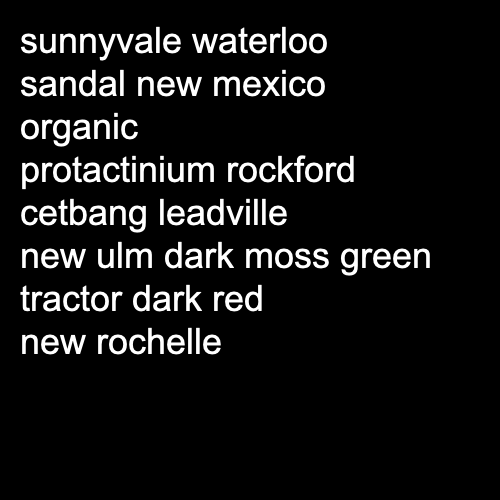 sunnyvale waterloo
sandal new mexico
organic
protactinium rockford
cetbang leadville
new ulm dark moss green
tractor dark red
new rochelle